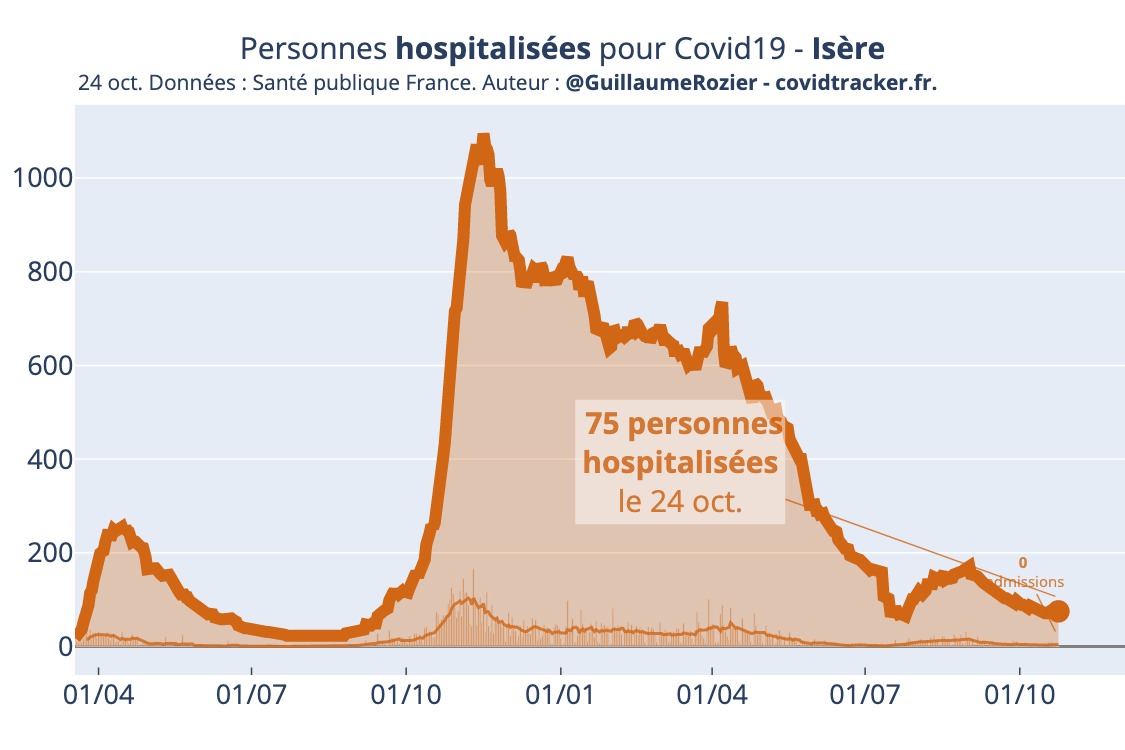 Personnes hospitalisées pour Covid19 - Isère
24 oct. Données : Santé publique France. Auteur : @GuillaumeRozier - covidtracker.fr.
1000
800
600
400
200
0
75 personnes
hospitalisées
le 24 oct.
0
admissions
01/04
01/07
01/10
01/01
01/04
01/07
01/10